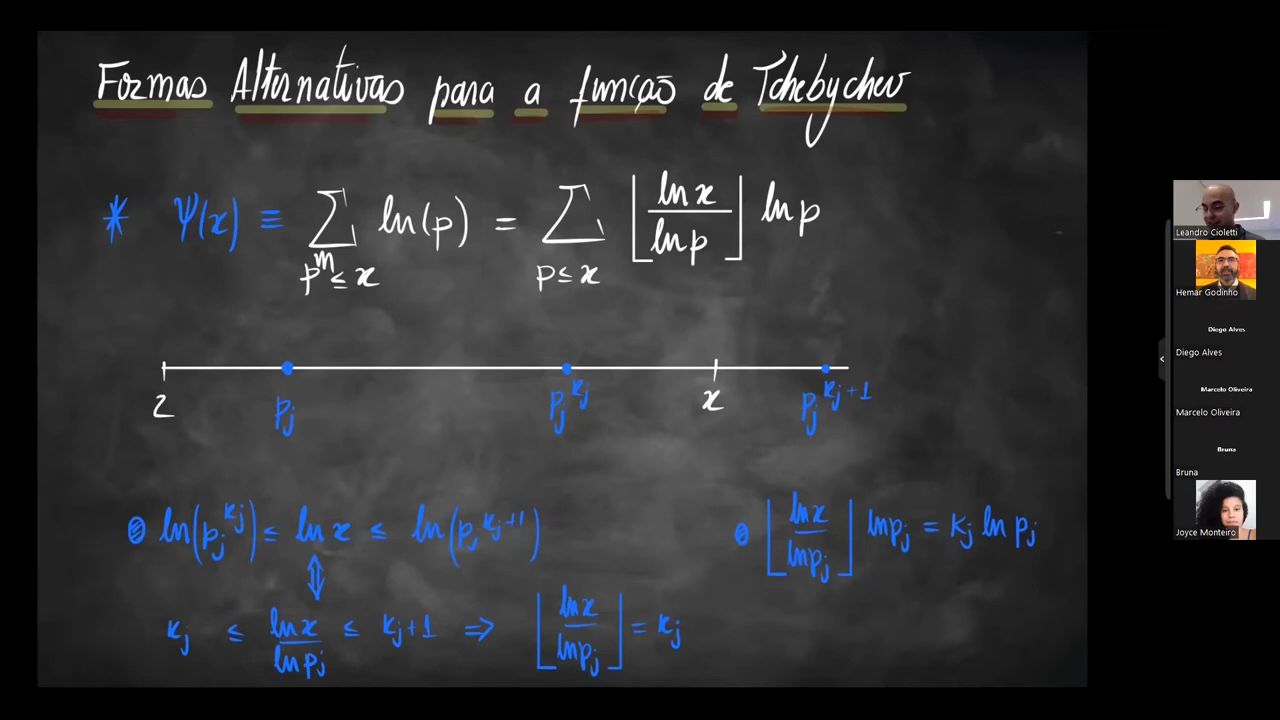 Formas Alternativas para a função de Tchebychev
* Ψ(x) ≡ ∑ ln(p) = ∑ ⌊ln x / ln p⌋ ln p
p^m ≤ x p ≤ x
2 p_j p_j^{k_j} x p_j^{k_j+1}
ln(p_j^{k_j}) ≤ ln x ≤ ln(p_j^{k_j+1})
⇕
k_j ≤ ln x / ln p_j ≤ k_j+1 ⇒ ⌊ln x / ln p_j⌋ = k_j
⌊ln x / ln p_j⌋ ln p_j = k_j ln p_j
Leandro Cioletti
Hemar Godinho
Diego Alves
Diego Alves
Marcelo Oliveira
Marcelo Oliveira
Bruna
Bruna
Joyce Monteiro